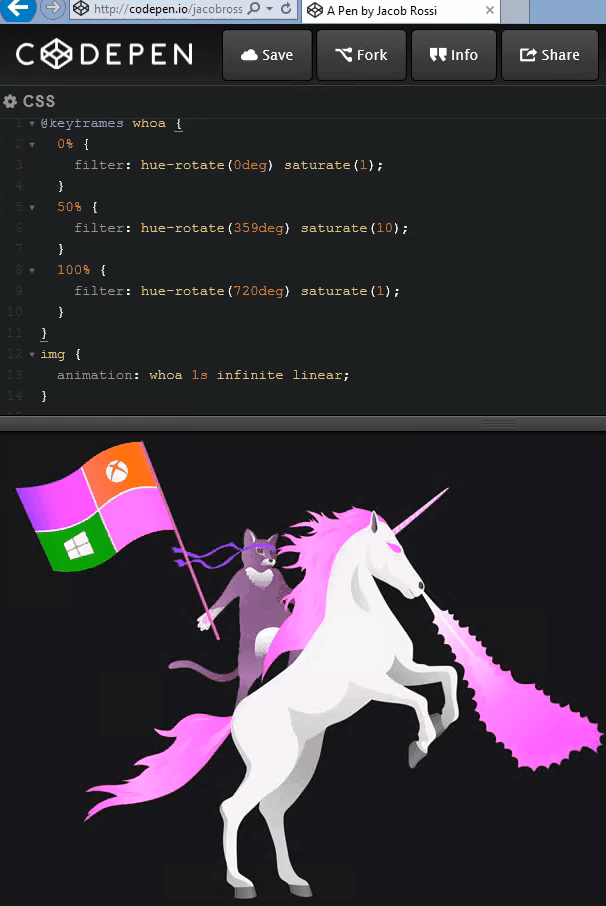 http://codepen.io/jacobross
A Pen by Jacob Rossi
CODEPEN
Save
Fork
Info
Share
CSS
1 @keyframes whoa {
2 0% {
3 filter: hue-rotate(0deg) saturate(1);
4 }
5 50% {
6 filter: hue-rotate(359deg) saturate(10);
7 }
8 100% {
9 filter: hue-rotate(720deg) saturate(1);
10 }
11 }
12 img {
13 animation: whoa 1s infinite linear;
14 }